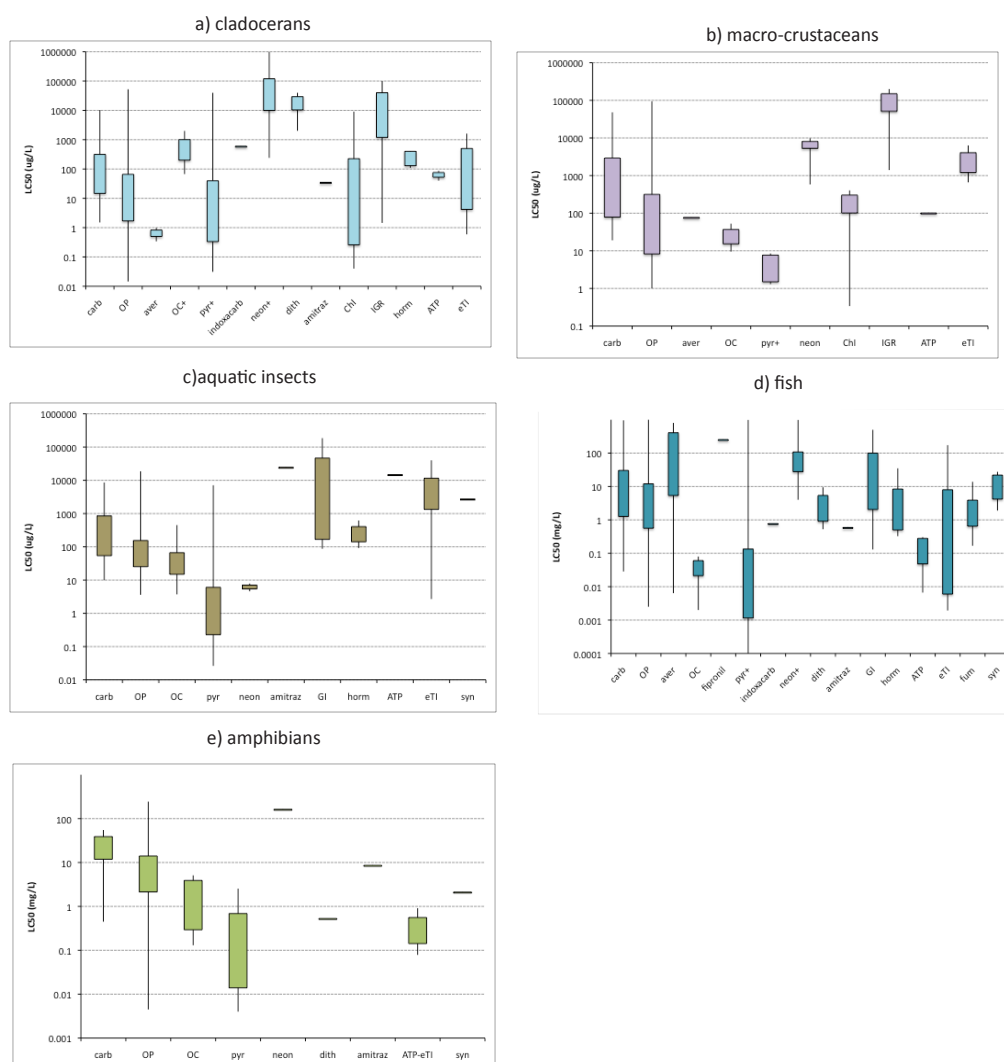 a) cladocerans
1000000
100000
10000
1000
100
10
1
0.1
0.01
LC50 (ug/L)
carb OP aver OC+ pyr+ indoxacarb neon+ dith amitraz ChI IGR horm ATP eTI
b) macro-crustaceans
1000000
100000
10000
1000
100
10
1
0.1
LC50 (ug/L)
carb OP aver OC pyr+ neon ChI IGR ATP eTI
c)aquatic insects
1000000
100000
10000
1000
100
10
1
0.1
0.01
LC50 (ug/L)
carb OP OC pyr neon amitraz GI horm ATP eTI syn
d) fish
100
10
1
0.1
0.01
0.001
0.0001
LC50 (mg/L)
carb OP aver OC fipronil pyr+ indoxacarb neon+ dith amitraz GI horm ATP eTI fum syn
e) amphibians
100
10
1
0.1
0.01
0.001
LC50 (mg/L)
carb OP OC pyr neon dith amitraz ATP-eTI syn